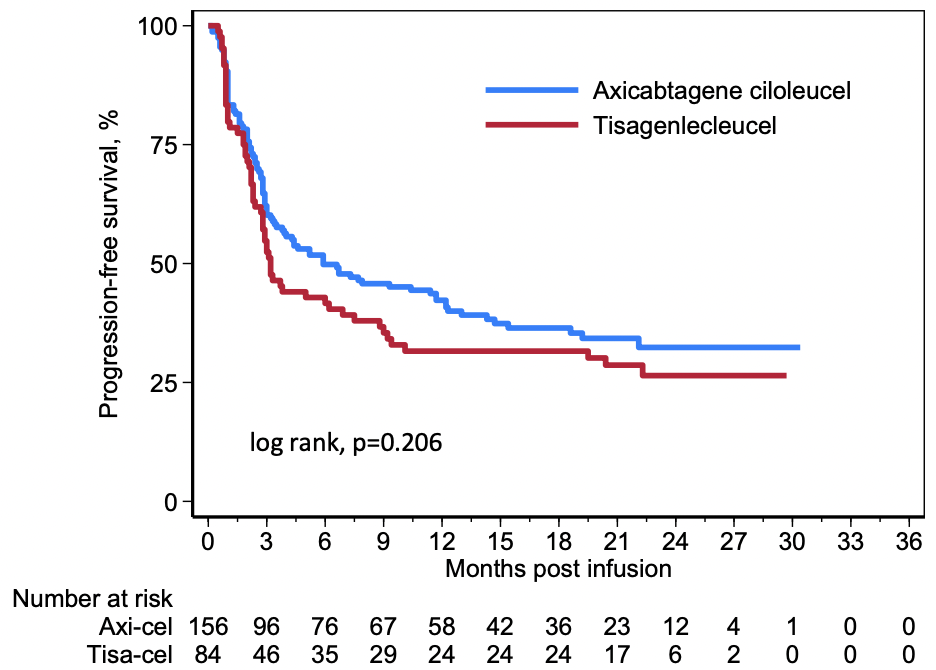 Progression-free survival, %
100
75
50
25
0
Axicabtagene ciloleucel
Tisagenlecleucel
log rank, p=0.206
0 3 6 9 12 15 18 21 24 27 30 33 36
Months post infusion
Number at risk
Axi-cel 156 96 76 67 58 42 36 23 12 4 1 0 0
Tisa-cel 84 46 35 29 24 24 24 17 6 2 0 0 0